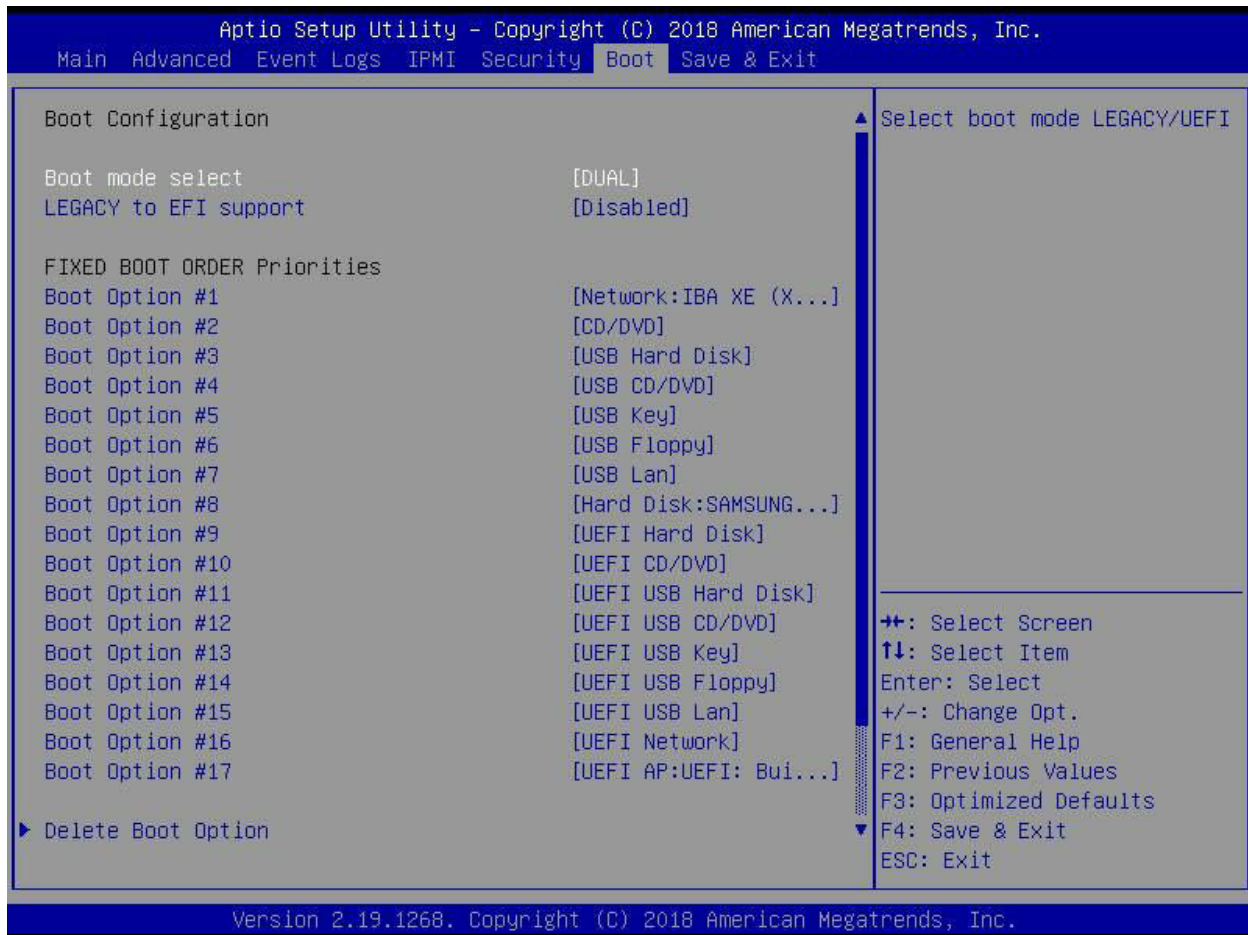 Aptio Setup Utility – Copyright (C) 2018 American Megatrends, Inc.
Main Advanced Event Logs IPMI Security Boot Save & Exit
Boot Configuration
Select boot mode LEGACY/UEFI
Boot mode select [DUAL]
LEGACY to EFI support [Disabled]
FIXED BOOT ORDER Priorities
Boot Option #1 [Network:IBA XE (X...]
Boot Option #2 [CD/DVD]
Boot Option #3 [USB Hard Disk]
Boot Option #4 [USB CD/DVD]
Boot Option #5 [USB Key]
Boot Option #6 [USB Floppy]
Boot Option #7 [USB Lan]
Boot Option #8 [Hard Disk:SAMSUNG...]
Boot Option #9 [UEFI Hard Disk]
Boot Option #10 [UEFI CD/DVD]
Boot Option #11 [UEFI USB Hard Disk]
Boot Option #12 [UEFI USB CD/DVD]
Boot Option #13 [UEFI USB Key]
Boot Option #14 [UEFI USB Floppy]
Boot Option #15 [UEFI USB Lan]
Boot Option #16 [UEFI Network]
Boot Option #17 [UEFI AP:UEFI: Bui...]
Delete Boot Option
→←: Select Screen
↑↓: Select Item
Enter: Select
+/-: Change Opt.
F1: General Help
F2: Previous Values
F3: Optimized Defaults
F4: Save & Exit
ESC: Exit
Version 2.19.1268. Copyright (C) 2018 American Megatrends, Inc.